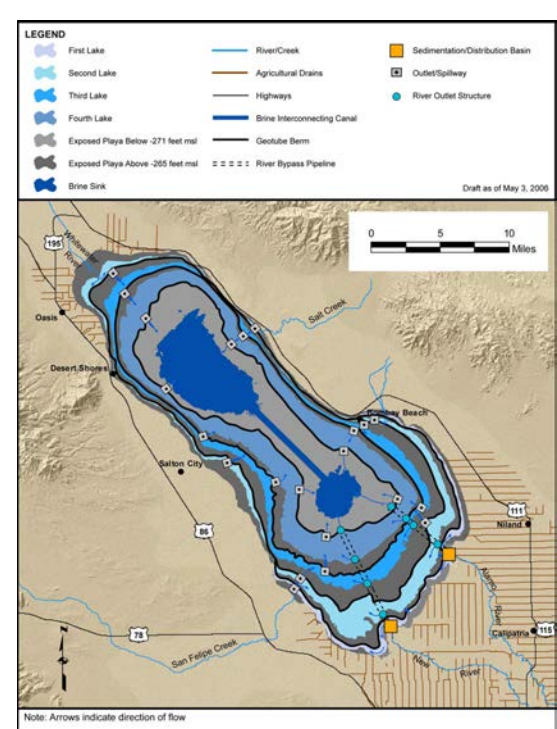 LEGEND
First Lake
Second Lake
Third Lake
Fourth Lake
Exposed Playa Below -271 feet msl
Exposed Playa Above -265 feet msl
Brine Sink
River/Creek
Agricultural Drains
Highways
Brine Interconnecting Canal
Geotube Berm
River Bypass Pipeline
Sedimentation/Distribution Basin
Outlet/Spillway
River Outlet Structure
Draft as of May 3, 2006
0 5 10
Miles
195
Whitewater
River
Oasis
Salt Creek
Desert Shores
Bombay Beach
Salton City
111
Niland
86
Alamo
River
78
Calipatria
115
San Felipe Creek
New
River
N
Note: Arrows indicate direction of flow